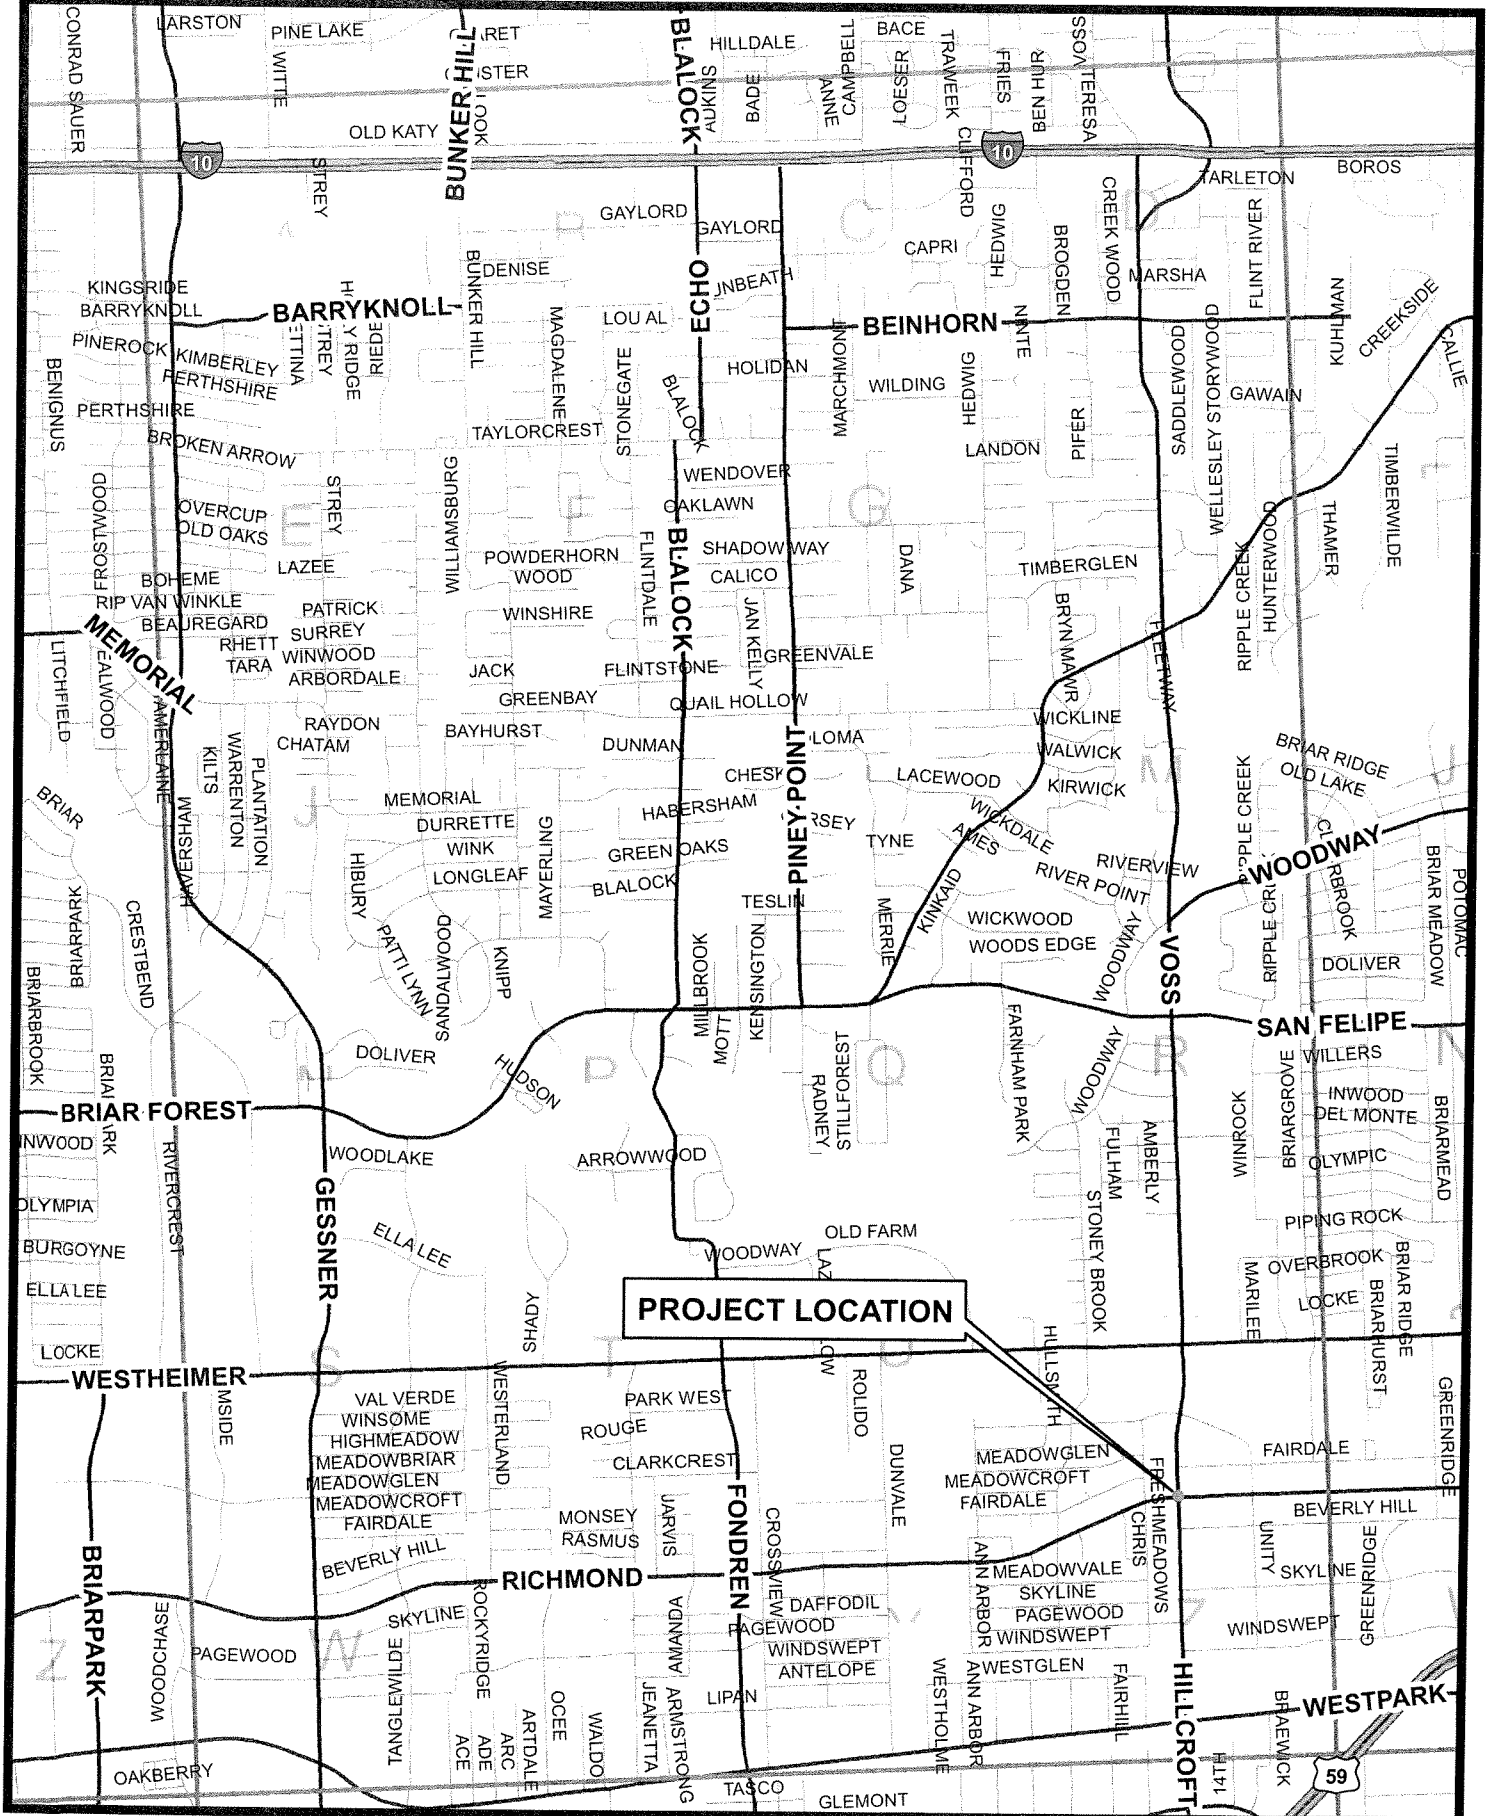 LARSTON
PINE LAKE
HILLDALE
BACE
CONRAD SAUER
WITTE
BUNKER HILL
BLALOCK
ADKINS
BADE
ANNE
CAMPBELL
LOESSER
TRAWEEK
FRIES
BEN HUR
VOSS
TERESA
OLD KATY
10
10
STREY
CLIFFORD
TARLETON
BOROS
GAYLORD
GAYLORD
CAPRI
HEDWIG
BROGDEN
CREEK WOOD
MARSHA
FLINT RIVER
KINGSRIDE
BARRYKNOLL
BARRYKNOLL
BUNKER HILL
DENISE
ECHO
LOU AL
BEINHORN
NINTE
KUHLMAN
CREEKSIDE
CALLIE
PINEROCK
KIMBERLEY
PERTHSHIRE
PERTHSHIRE
RIEDE
MAGDALENE
STONEGATE
HOLIDAN
BLALOCK
MARCHMONT
WILDING
HEDWIG
SADDLEWOOD
STORYWOOD
WELLESLEY
GAWAIN
BENIGNUS
BROKEN ARROW
TAYLORCREST
LANDON
PIFER
TIMBERWILDE
FROSTWOOD
OVERCUP
OLD OAKS
STREY
WILLIAMSBURG
WENDOVER
OAKLAWN
THAMER
HUNTERWOOD
RIPPLE CREEK
LAZEE
POWDERHORN
WOOD
FLINTDALE
BLALOCK
SHADOW WAY
CALICO
DANA
TIMBERGLEN
BOHEME
RIP VAN WINKLE
BEAUREGARD
PATRICK
SURREY
WINWOOD
ARBORDALE
RHETT
TARA
WINSHIRE
JAN KELLY
BRYN MAWR
FLEETWAY
MEMORIAL
LITCHFIELD
JACK
FLINTSTONE
GREENVALE
GREENBAY
QUAIL HOLLOW
AMERLAINE
RAYDON
CHATAM
BAYHURST
DUNMAN
WICKLINE
WALWICK
KIRWICK
BRIAR RIDGE
OLD LAKE
KILTS
WARRENTON
PLANTATION
HAVERSHAM
BRIAR
MEMORIAL
DURRETTE
WINK
LONGLEAF
MAYERLING
HABERSHAM
GREEN OAKS
BLALOCK
PINEY POINT
LACEWOOD
WICKDALE
AMES
TYNE
RIVERVIEW
RIVER POINT
WOODWAY
BRIAR MEADOW
POTOMAC
BRIARPARK
CRESTBEND
PATTI LYNN
SANDALWOOD
KNIPP
TESLIN
MERRIE
KINKAID
WICKWOOD
WOODS EDGE
WOODWAY
VOSS
DOLIVER
BRIARBROOK
MILLBROOK
MOTT
KENSINGTON
SAN FELIPE
DOLIVER
HUDSON
STILLFOREST
RADNEY
FARNHAM PARK
WOODWAY
WILLERS
INWOOD
DEL MONTE
BRIARGROVE
WINROCK
BRIARMEAD
BRIAR FOREST
INWOOD
RIVERCREST
WOODLAKE
ARROWWOOD
FULHAM
AMBERLY
OLYMPIC
OLYMPIA
GESSNER
STONEY BROOK
PIPING ROCK
BURGOYNE
ELLA LEE
ELLA LEE
WOODWAY
OLD FARM
OVERBROOK
LOCKE
MARILEE
BRIARHURST
BRIAR RIDGE
PROJECT LOCATION
SHADY
LOCKE
WESTHEIMER
WESTERLAND
VAL VERDE
WINSOME
HIGHMEADOW
MEADOWBRIAR
MEADOWGLEN
MEADOWCROFT
FAIRDALE
BEVERLY HILL
PARK WEST
ROUGE
CLARKCREST
ROLIDO
DUNVALE
MEADOWGLEN
MEADOWCROFT
FAIRDALE
FRESHMEADOWS
CHRIS
FAIRDALE
BEVERLY HILL
GREENRIDGE
MONSEY
RASMUS
JARVIS
FONDREN
CROSSVIEW
RICHMOND
BRIARPARK
ANN ARBOR
MEADOWVALE
SKYLINE
PAGEWOOD
WINDSWEPT
UNITY
SKYLINE
GREENRIDGE
WINDSWEPT
WOODCHASE
PAGEWOOD
SKYLINE
ROCKYRIDGE
TANGLEWILDE
AMANDA
DAFFODIL
PAGEWOOD
WINDSWEPT
ANTELOPE
WESTGLEN
WESTHOLME
ANN ARBOR
FAIRHILL
HILLCROFT
WESTPARK
BRAEWICK
14TH
59
ACE
ADE
ARC
ARTDALE
OCEE
WALDO
JEANETTA
ARMSTRONG
LIPAN
OAKBERRY
TASCO
GLEMONT